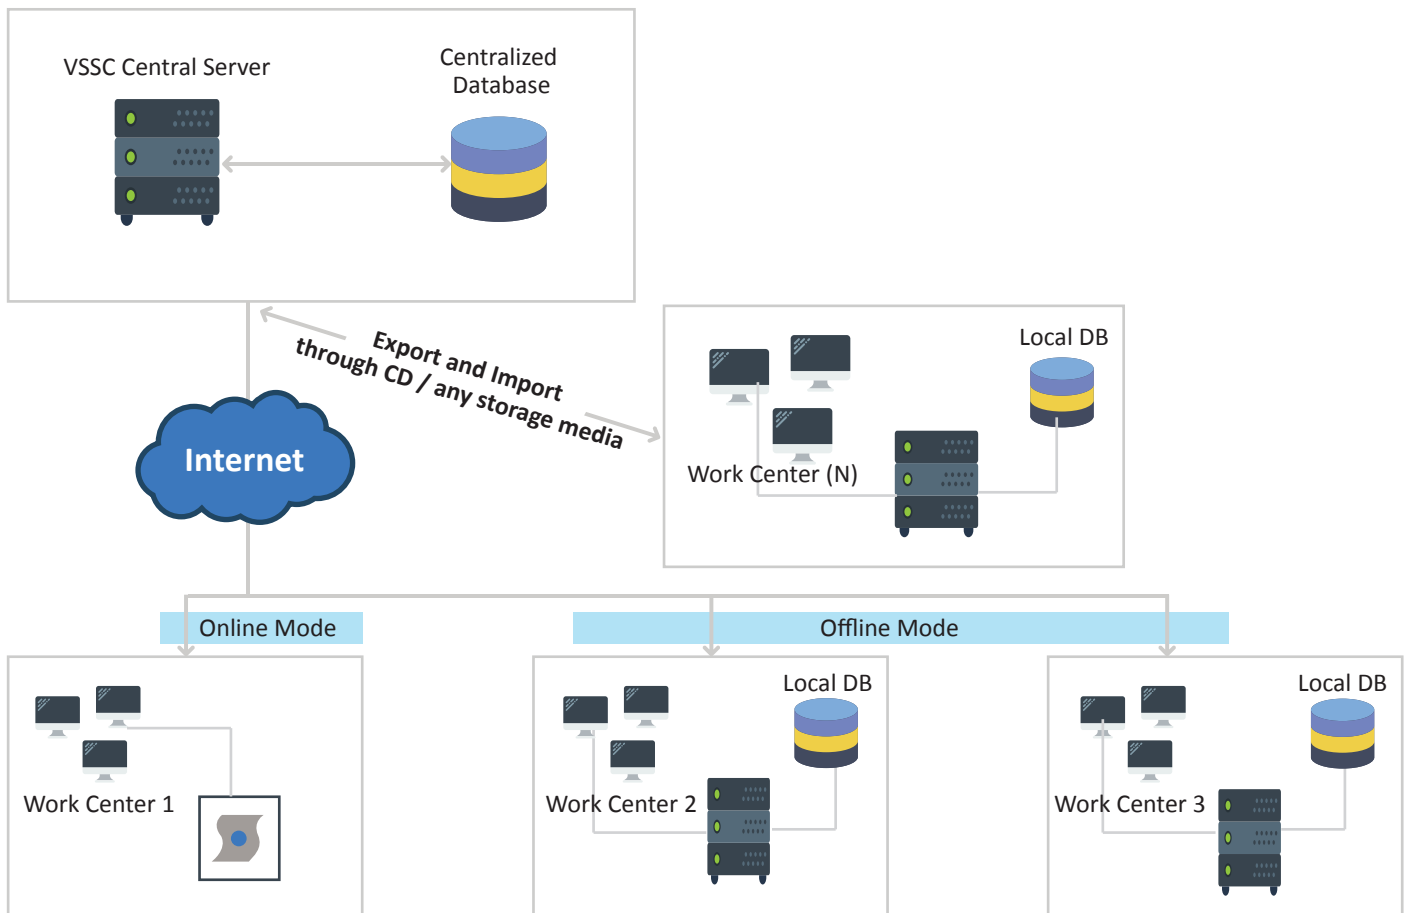 VSSC Central Server
Centralized
Database
Export and Import
through CD / any storage media
Local DB
Work Center (N)
Internet
Online Mode
Offline Mode
Work Center 1
Local DB
Work Center 2
Local DB
Work Center 3